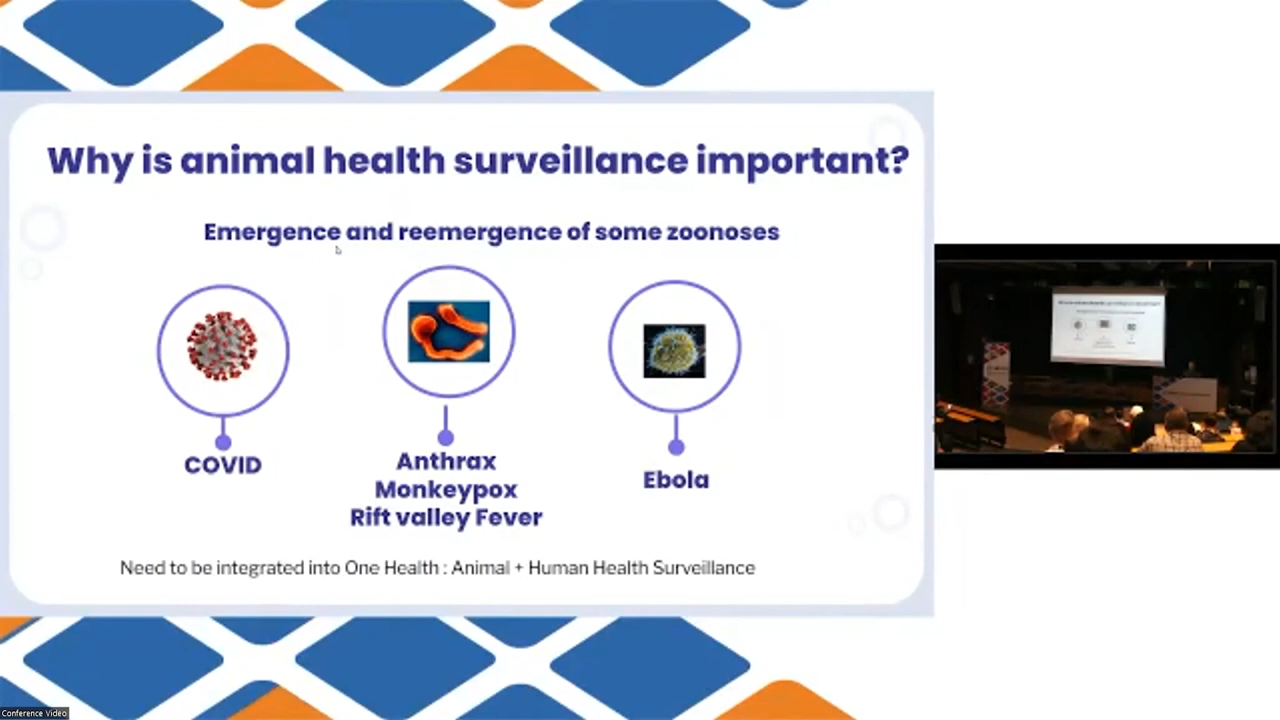 Why is animal health surveillance important?
Emergence and reemergence of some zoonoses
COVID
Anthrax
Monkeypox
Rift valley Fever
Ebola
Need to be integrated into One Health : Animal + Human Health Surveillance
Conference Video